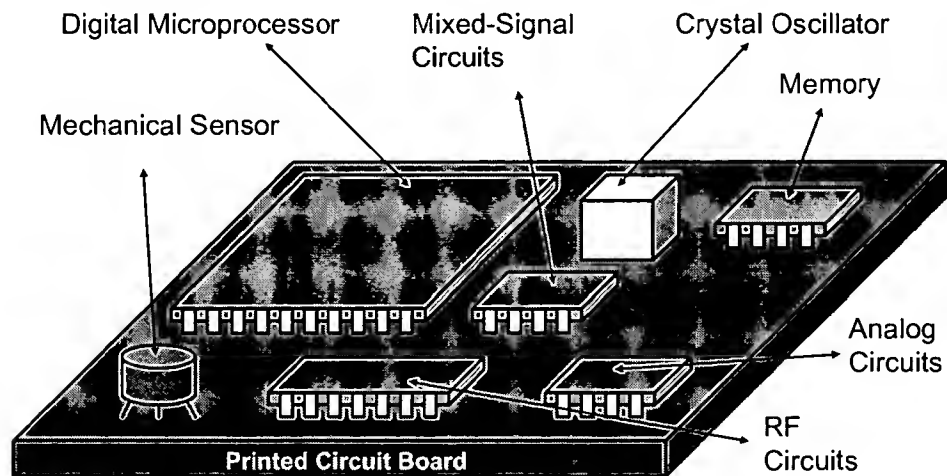 Digital Microprocessor
Mixed-Signal
Circuits
Crystal Oscillator
Memory
Mechanical Sensor
Analog
Circuits
RF
Circuits
Printed Circuit Board